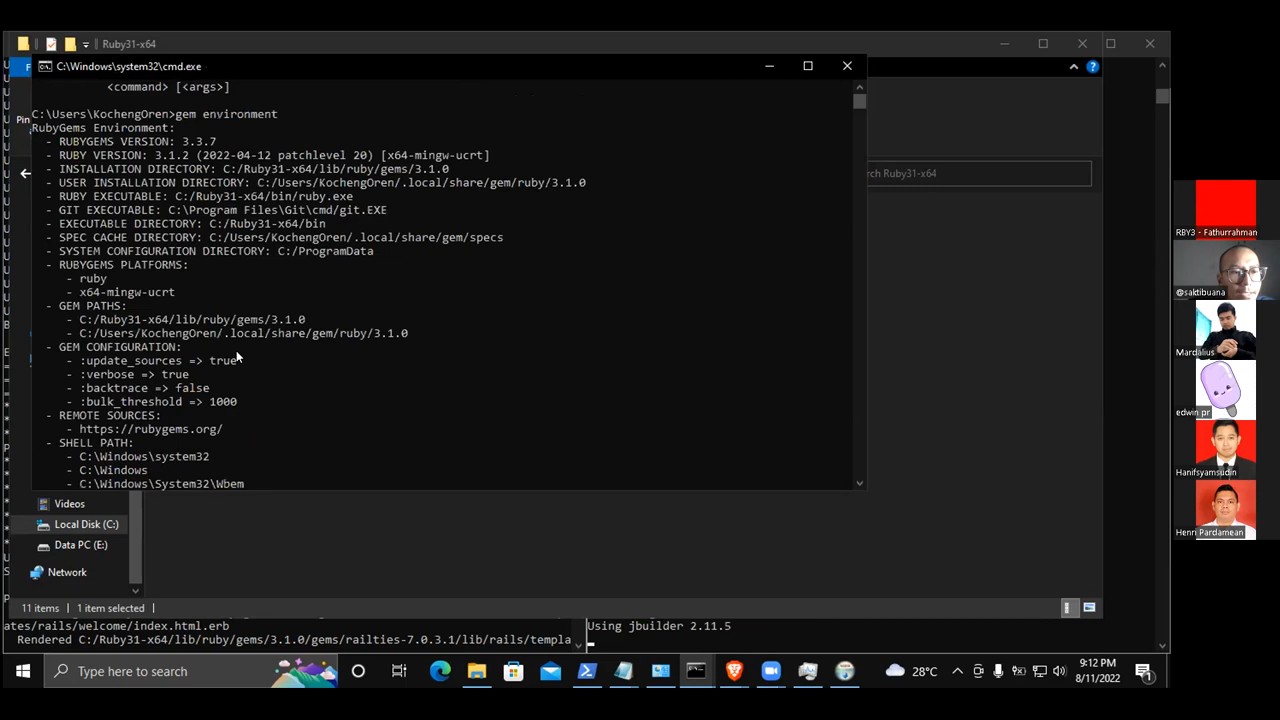 Ruby31-x64
C:\Windows\system32\cmd.exe
<command> [<args>]
C:\Users\KochengOren>gem environment
RubyGems Environment:
- RUBYGEMS VERSION: 3.3.7
- RUBY VERSION: 3.1.2 (2022-04-12 patchlevel 20) [x64-mingw-ucrt]
- INSTALLATION DIRECTORY: C:/Ruby31-x64/lib/ruby/gems/3.1.0
- USER INSTALLATION DIRECTORY: C:/Users/KochengOren/.local/share/gem/ruby/3.1.0
- RUBY EXECUTABLE: C:/Ruby31-x64/bin/ruby.exe
- GIT EXECUTABLE: C:\Program Files\Git\cmd/git.EXE
- EXECUTABLE DIRECTORY: C:/Ruby31-x64/bin
- SPEC CACHE DIRECTORY: C:/Users/KochengOren/.local/share/gem/specs
- SYSTEM CONFIGURATION DIRECTORY: C:/ProgramData
- RUBYGEMS PLATFORMS:
- ruby
- x64-mingw-ucrt
- GEM PATHS:
- C:/Ruby31-x64/lib/ruby/gems/3.1.0
- C:/Users/KochengOren/.local/share/gem/ruby/3.1.0
- GEM CONFIGURATION:
- :update_sources => true
- :verbose => true
- :backtrace => false
- :bulk_threshold => 1000
- REMOTE SOURCES:
- https://rubygems.org/
- SHELL PATH:
- C:\Windows\system32
- C:\Windows
- C:\Windows\System32\Wbem
Pin
rch Ruby31-x64
Videos
Local Disk (C:)
Data PC (E:)
Network
11 items
1 item selected
ates/rails/welcome/index.html.erb
Rendered C:/Ruby31-x64/lib/ruby/gems/3.1.0/gems/railties-7.0.3.1/lib/rails/templa
Using jbuilder 2.11.5
Type here to search
28°C
9:12 PM
8/11/2022
1
RBY3 - Fathurrahman
@saktibuana
Mardalius
edwin pr
Hanifsyamsudin
Henri Pardamean